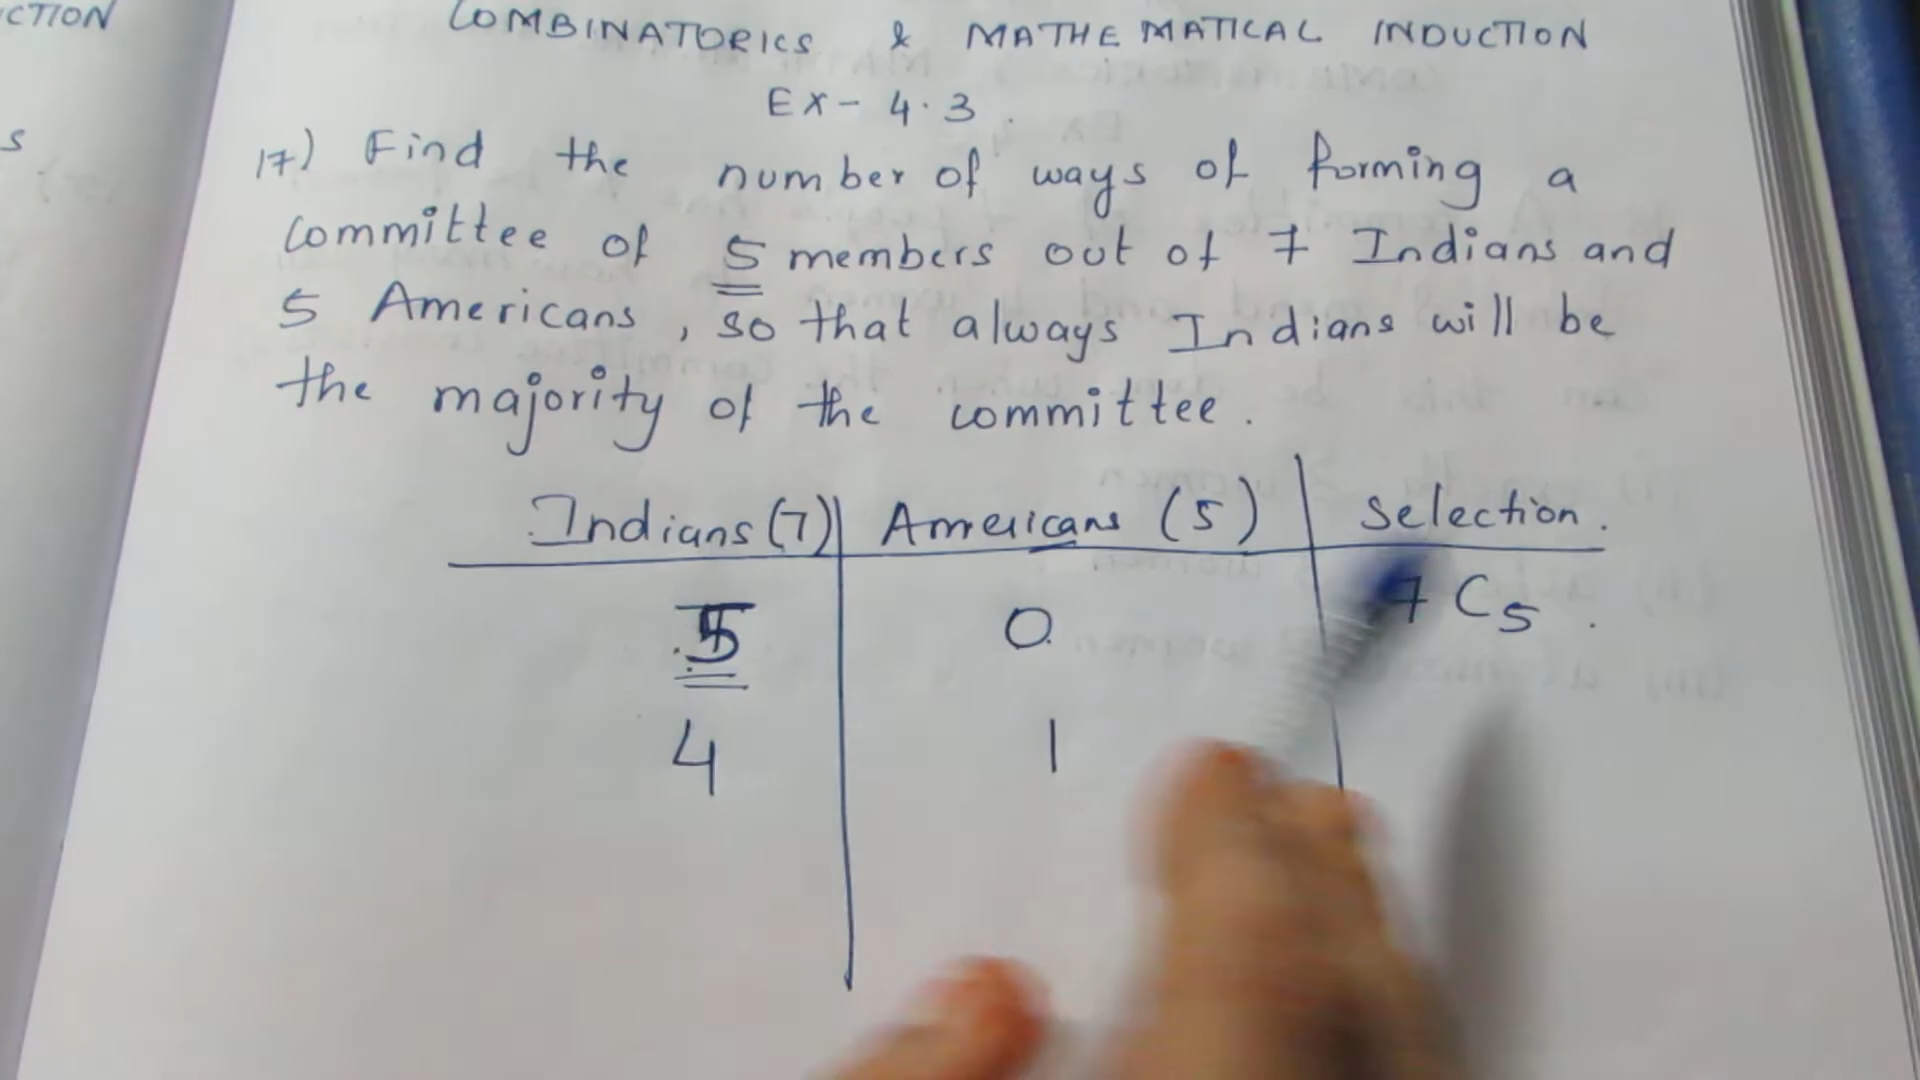 CTION
S
COMBINATORICS & MATHEMATICAL INDUCTION
EX - 4.3.
17) Find the number of ways of forming a
committee of 5 members out of 7 Indians and
5 Americans, so that always Indians will be
the majority of the committee.
Indians (7) Americans (5) Selection.
5 0 7C5.
4 1